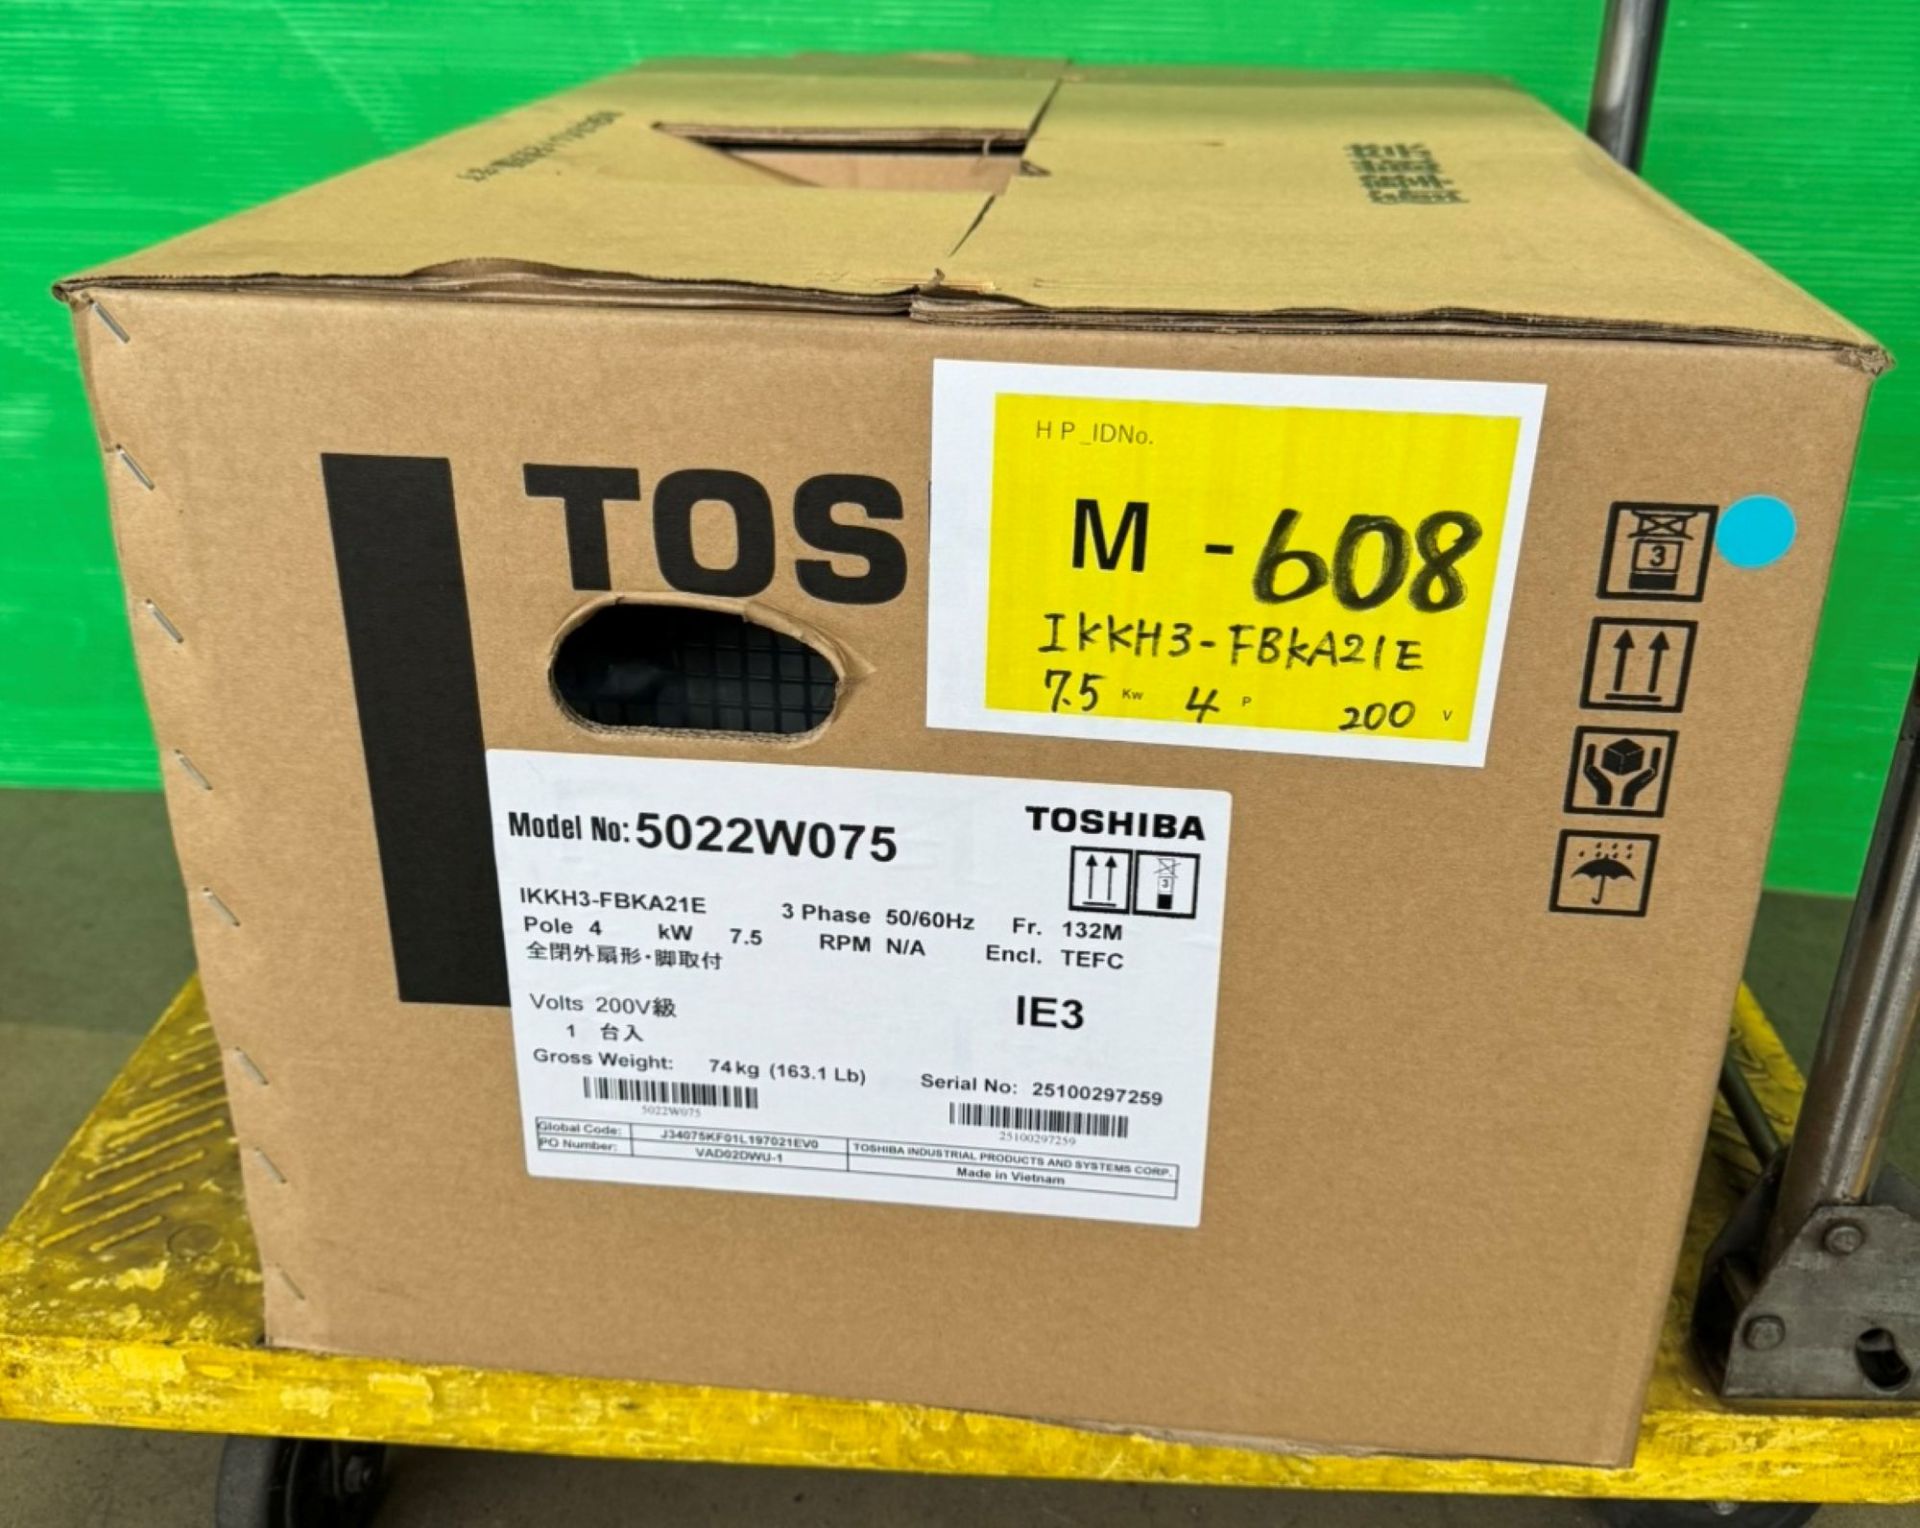 TOS
H P_IDNo.
M - 608
IKKH3-FBKA21E
7.5 Kw 4 P 200 V
3
Model No: 5022W075
TOSHIBA
3
IKKH3-FBKA21E
3 Phase 50/60Hz Fr. 132M
Pole 4 kW 7.5 RPM N/A Encl. TEFC
全閉外扇形・脚取付
Volts 200V級
IE3
1 台入
Gross Weight: 74kg (163.1 Lb)
Serial No: 25100297259
5022W075
25100297259
Global Code: J34075KF01L197021EV0
TOSHIBA INDUSTRIAL PRODUCTS AND SYSTEMS CORP.
PO Number: VAD02DWU-1
Made in Vietnam